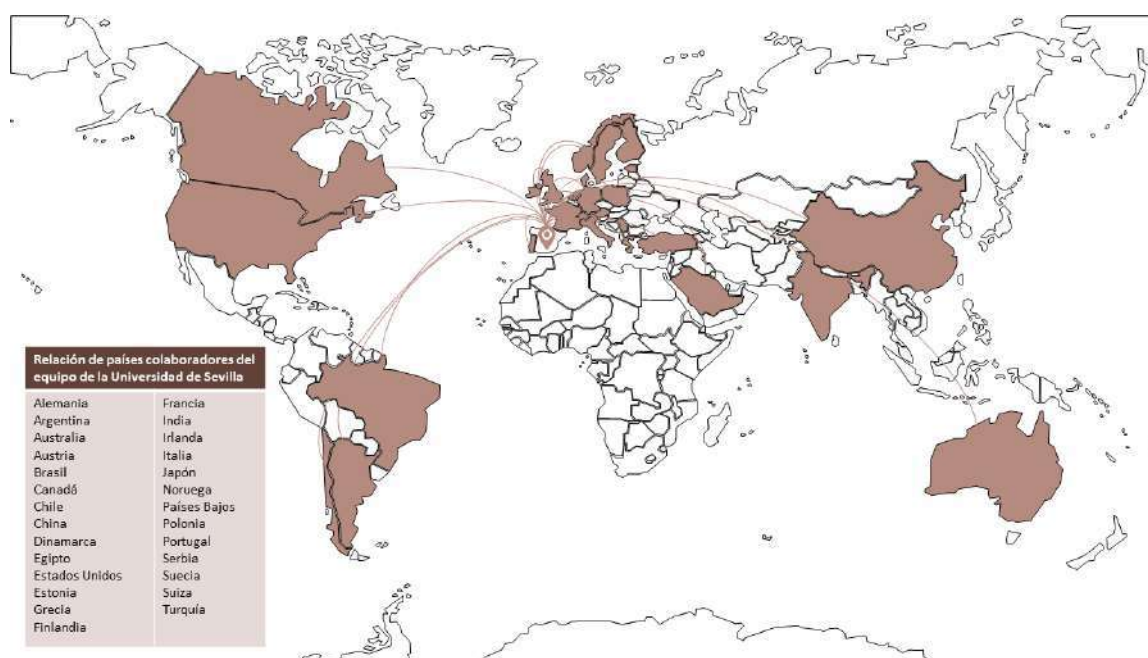 Relación de países colaboradores del
equipo de la Universidad de Sevilla
Alemania
Argentina
Australia
Austria
Brasil
Canadá
Chile
China
Dinamarca
Egipto
Estados Unidos
Estonia
Grecia
Finlandia
Francia
India
Irlanda
Italia
Japón
Noruega
Países Bajos
Polonia
Portugal
Serbia
Suecia
Suiza
Turquía